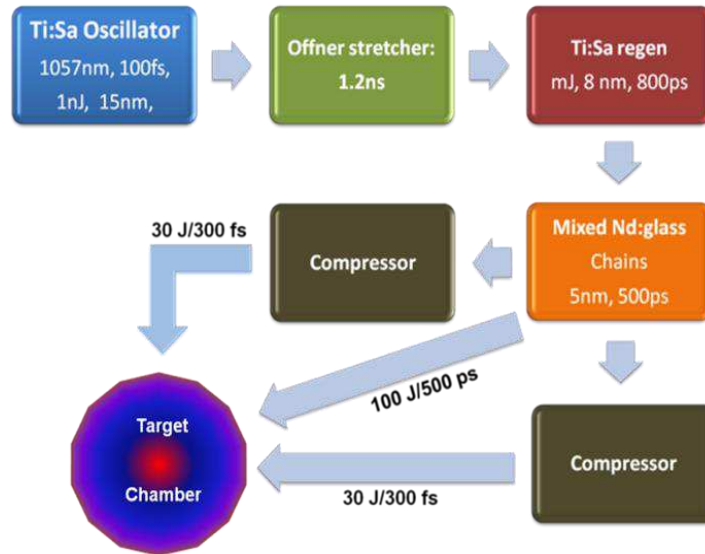 Ti:Sa Oscillator
1057nm, 100fs,
1nJ, 15nm,
Offner stretcher:
1.2ns
Ti:Sa regen
mJ, 8 nm, 800ps
30 J/300 fs
Compressor
Mixed Nd:glass
Chains
5nm, 500ps
100 J/500 ps
Target
Chamber
30 J/300 fs
Compressor